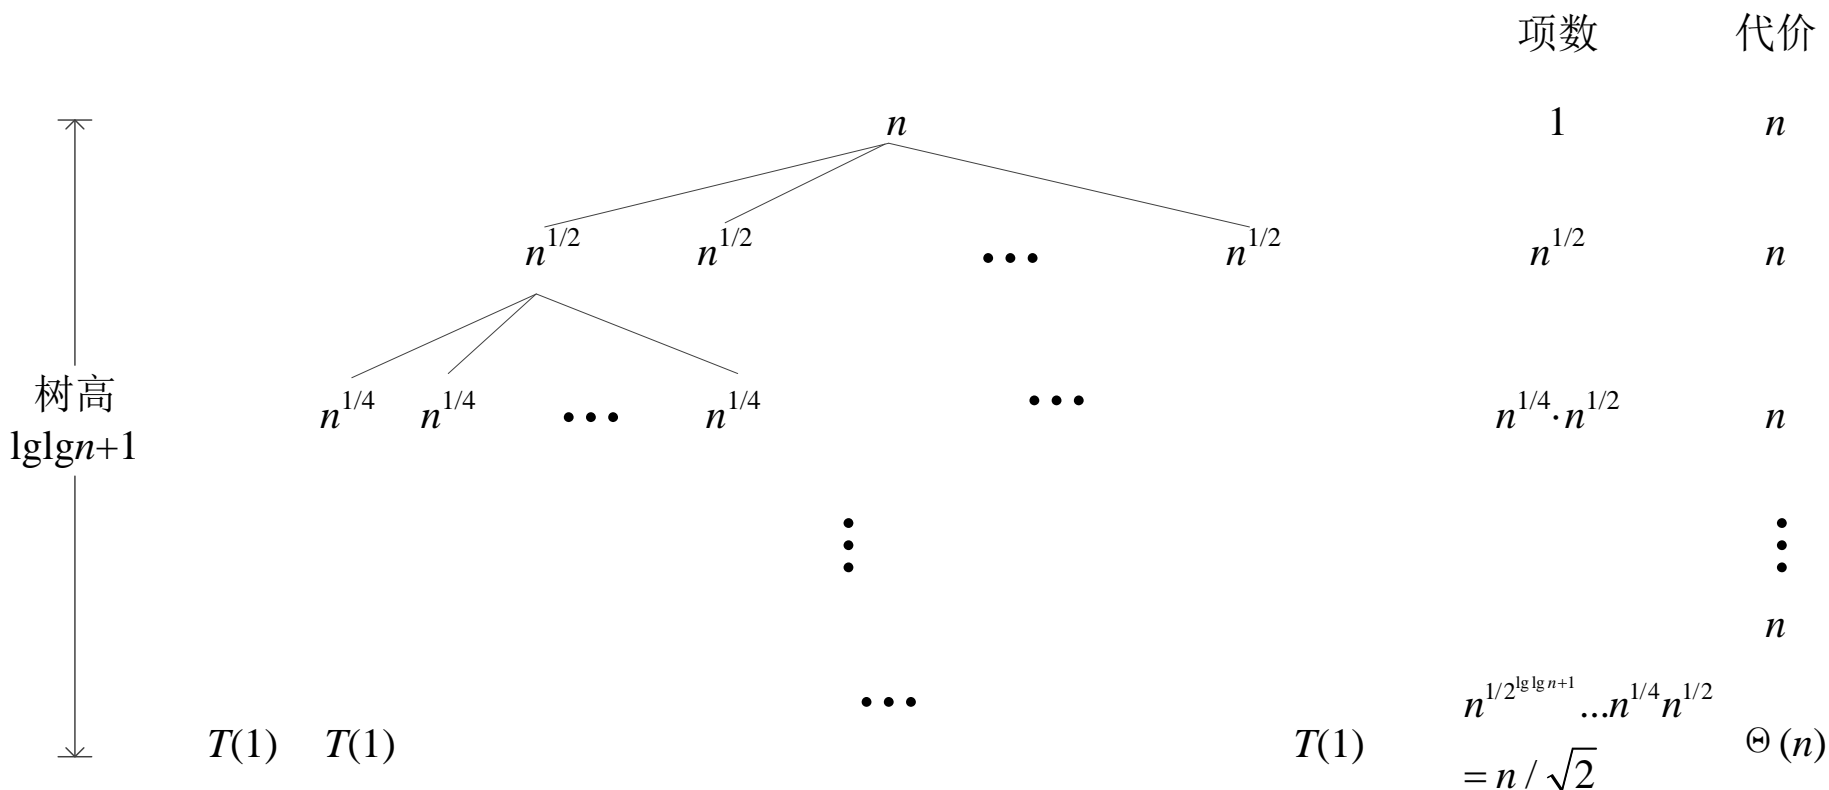 项数 代价
n 1 n
n^{1/2} n^{1/2} ... n^{1/2} n^{1/2} n
树高
lglgn+1
n^{1/4} n^{1/4} ... n^{1/4} ... n^{1/4}·n^{1/2} n
⋮ ⋮
n
... n^{1/2^{lg lg n+1}}...n^{1/4}n^{1/2}
T(1) T(1) T(1) Θ(n)
= n / √2